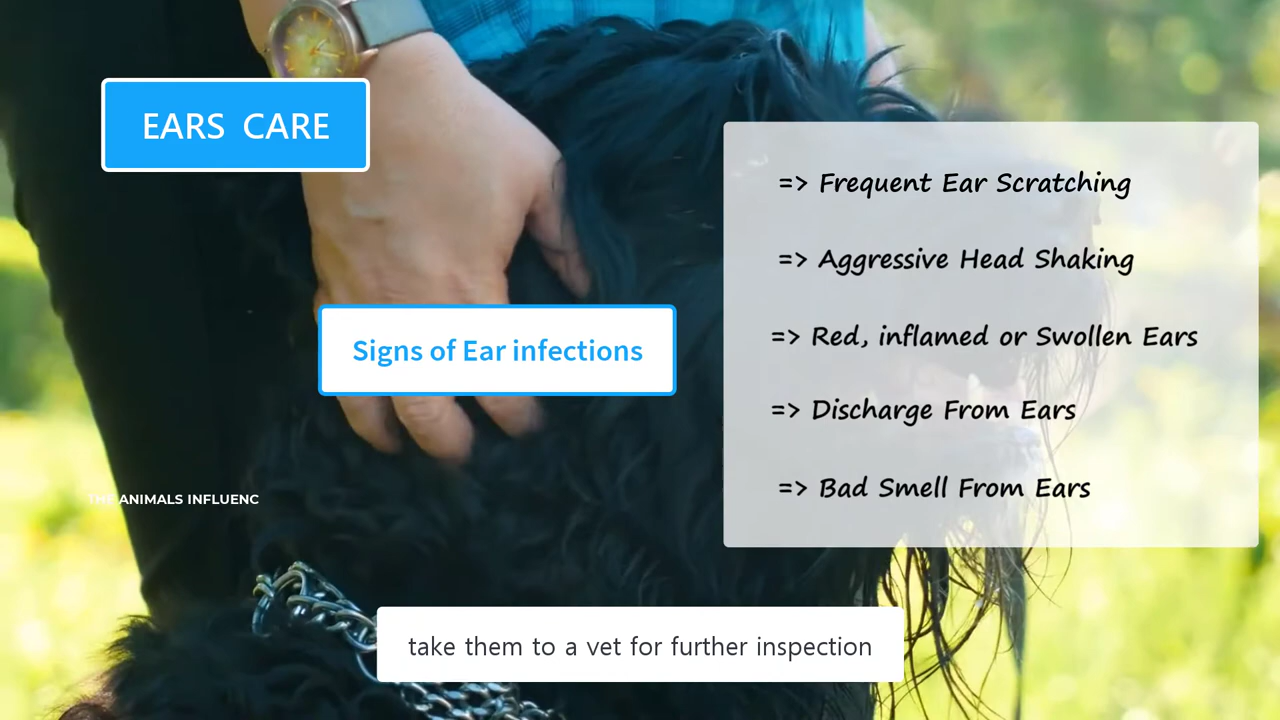 EARS CARE
=> Frequent Ear Scratching
=> Aggressive Head Shaking
=> Red, inflamed or Swollen Ears
Signs of Ear infections
=> Discharge From Ears
=> Bad Smell From Ears
THE ANIMALS INFLUENC
take them to a vet for further inspection